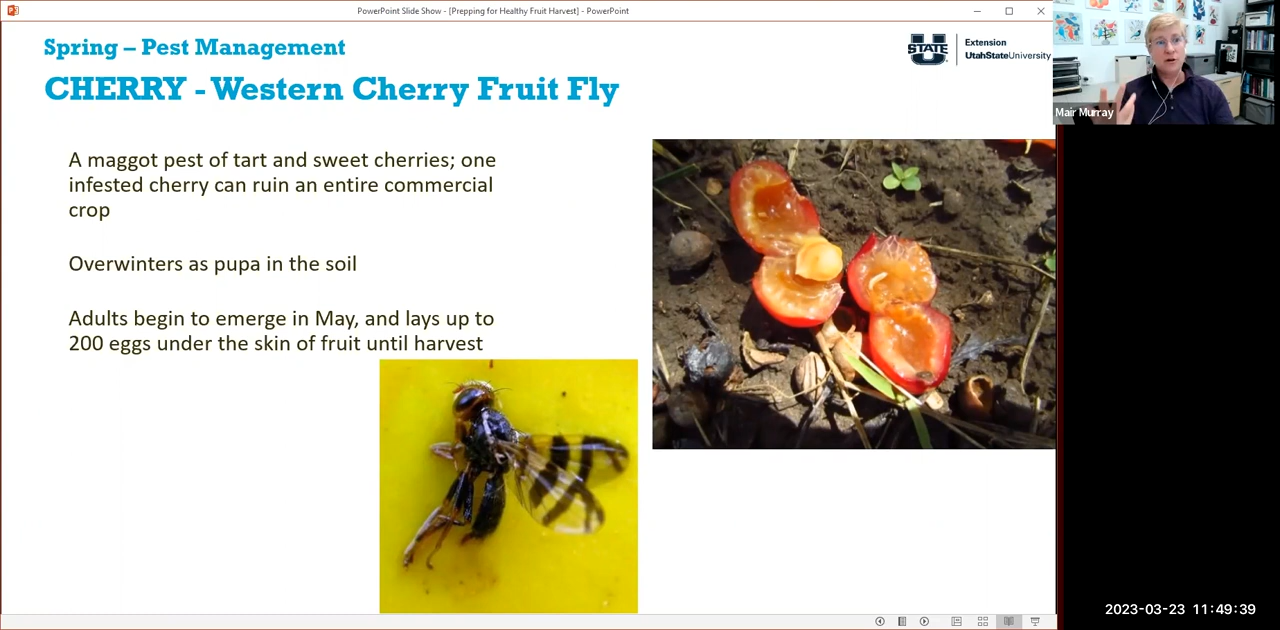 PowerPoint Slide Show - [Prepping for Healthy Fruit Harvest] - PowerPoint
Spring – Pest Management
CHERRY - Western Cherry Fruit Fly
U
STATE
Extension
UtahStateUniversity
Mair Murray
A maggot pest of tart and sweet cherries; one
infested cherry can ruin an entire commercial
crop
Overwinters as pupa in the soil
Adults begin to emerge in May, and lays up to
200 eggs under the skin of fruit until harvest
2023-03-23 11:49:39